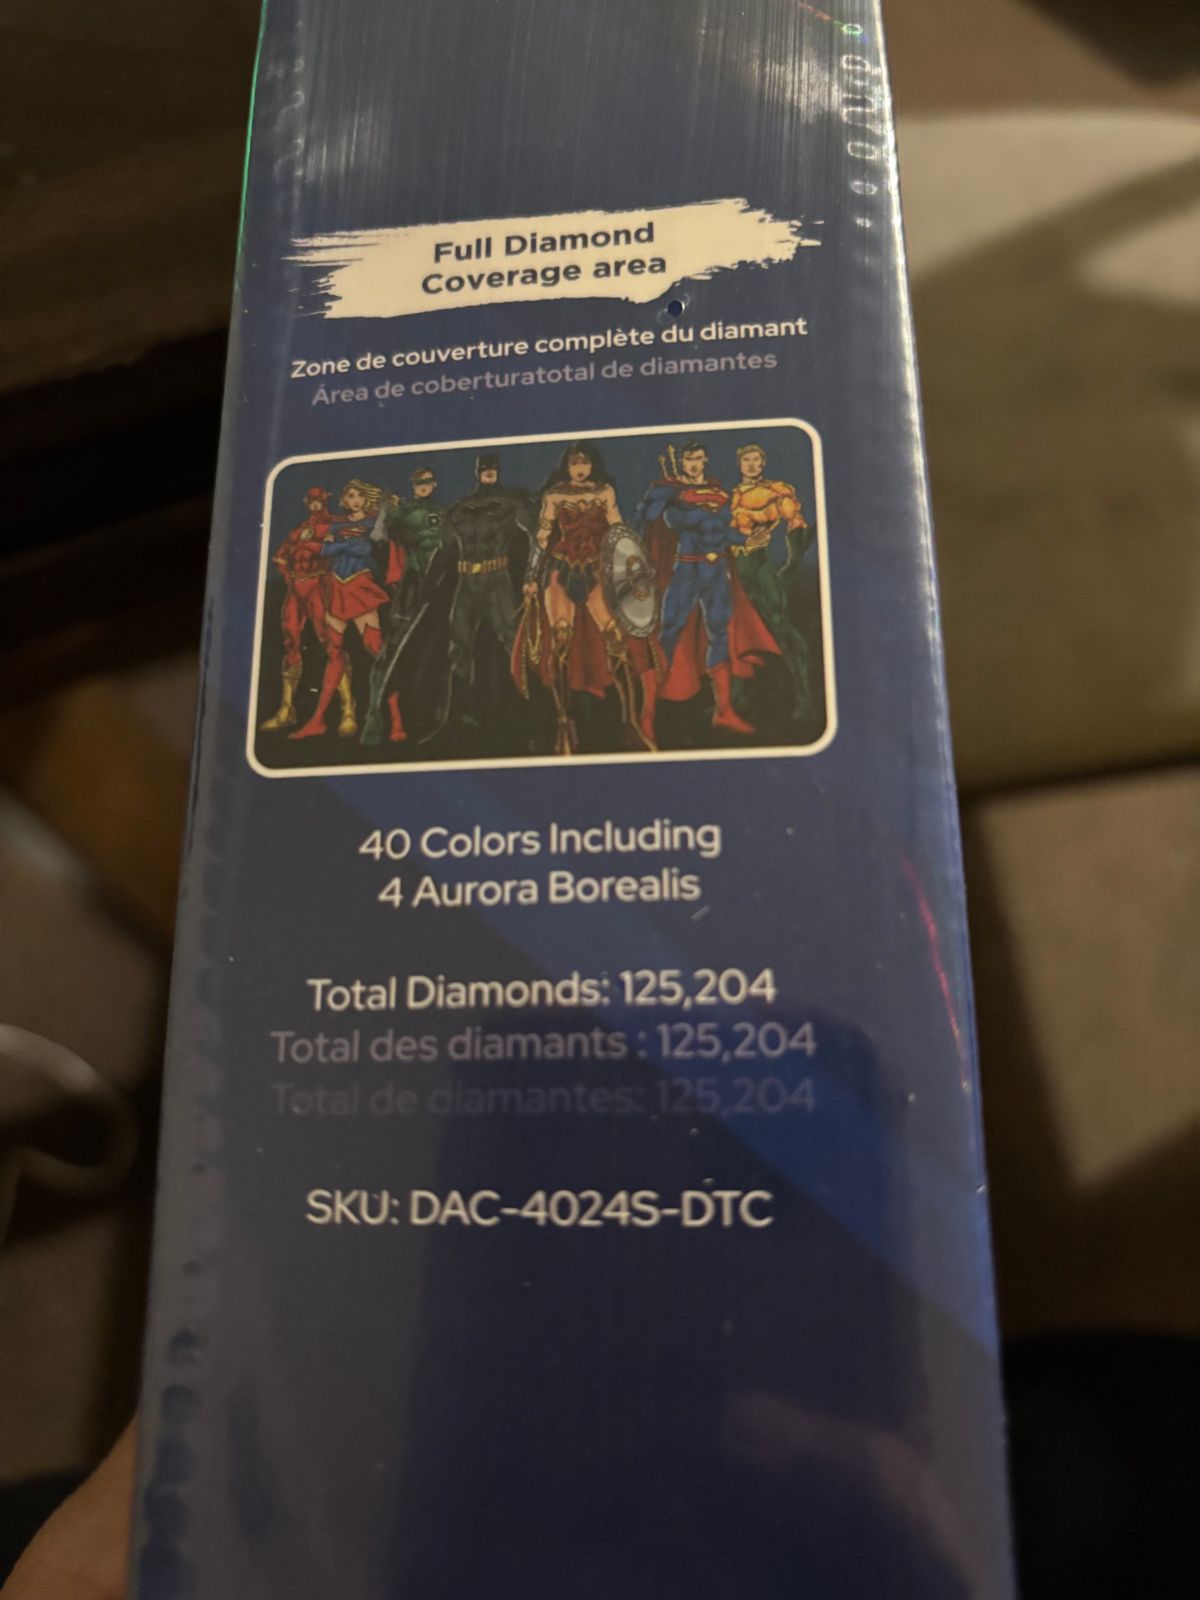 Full Diamond
Coverage area
Zone de couverture complète du diamant
Área de coberturatotal de diamantes
40 Colors Including
4 Aurora Borealis
Total Diamonds: 125,204
Total des diamants : 125,204
Total de diamantes: 125,204
SKU: DAC-4024S-DTC